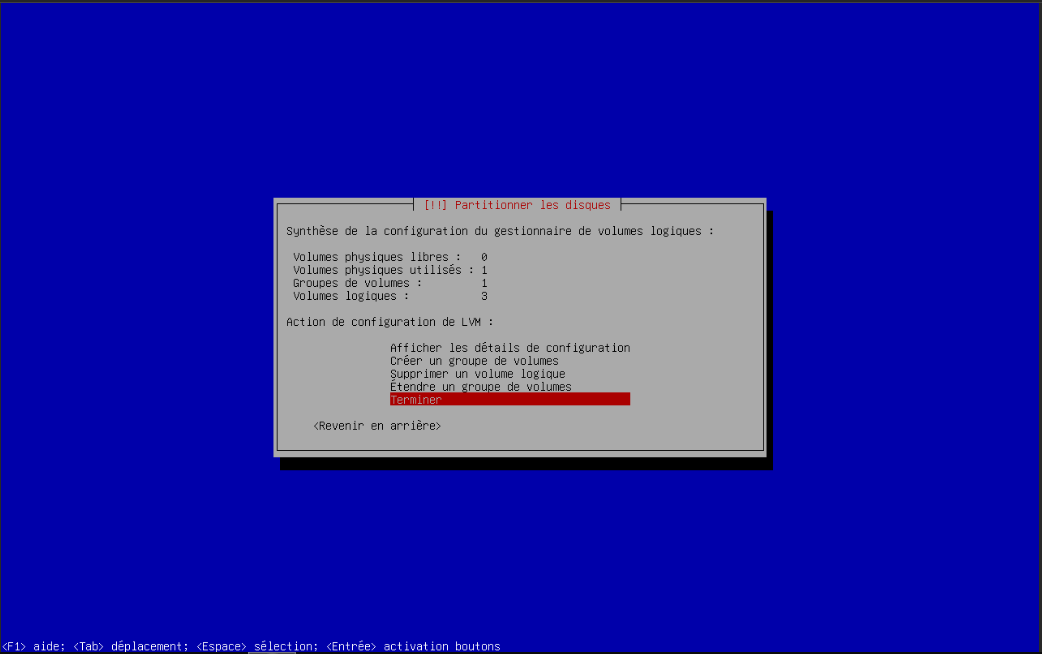 [!!] Partitionner les disques
Synthèse de la configuration du gestionnaire de volumes logiques :
Volumes physiques libres : 0
Volumes physiques utilisés : 1
Groupes de volumes : 1
Volumes logiques : 3
Action de configuration de LVM :
Afficher les détails de configuration
Créer un groupe de volumes
Supprimer un volume logique
Étendre un groupe de volumes
Terminer
<Revenir en arrière>
<F1> aide; <Tab> déplacement; <Espace> sélection; <Entrée> activation boutons